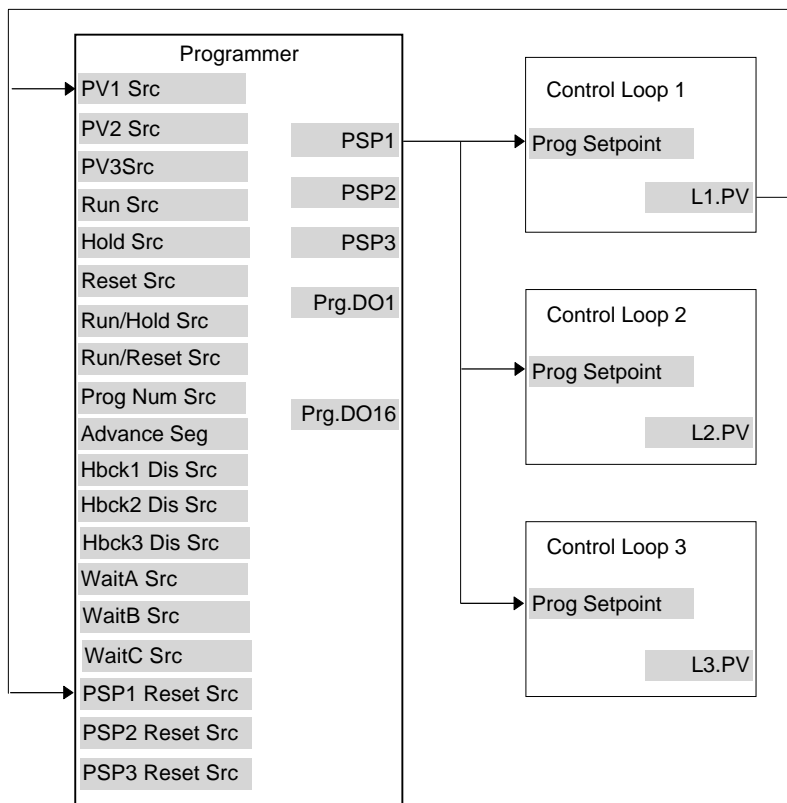 Programmer
PV1 Src
PV2 Src
PV3Src
Run Src
Hold Src
Reset Src
Run/Hold Src
Run/Reset Src
Prog Num Src
Advance Seg
Hbck1 Dis Src
Hbck2 Dis Src
Hbck3 Dis Src
WaitA Src
WaitB Src
WaitC Src
PSP1 Reset Src
PSP2 Reset Src
PSP3 Reset Src
PSP1
PSP2
PSP3
Prg.DO1
Prg.DO16
Control Loop 1
Prog Setpoint
L1.PV
Control Loop 2
Prog Setpoint
L2.PV
Control Loop 3
Prog Setpoint
L3.PV